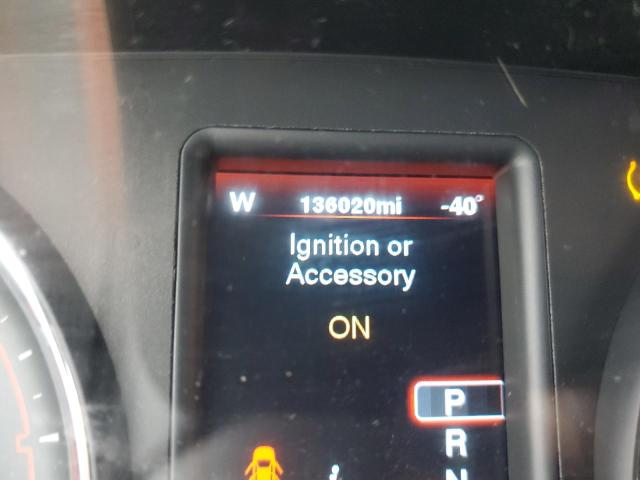 W 136020mi -40°
Ignition or
Accessory
ON
P
R
N